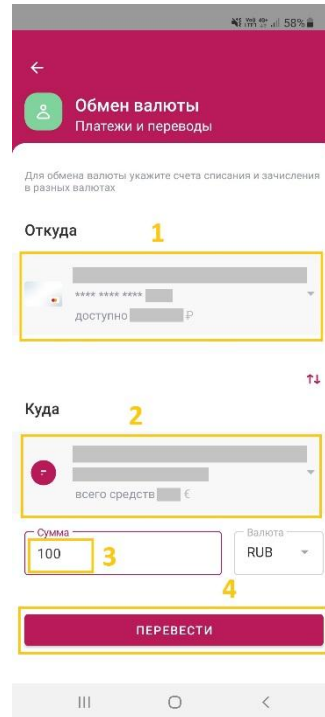 58%
Обмен валюты
Платежи и переводы
Для обмена валюты укажите счета списания и зачисления
в разных валютах
Откуда
1
**** **** ****
доступно ₽
Куда
2
всего средств €
Сумма
Валюта
100
3
RUB
4
ПЕРЕВЕСТИ